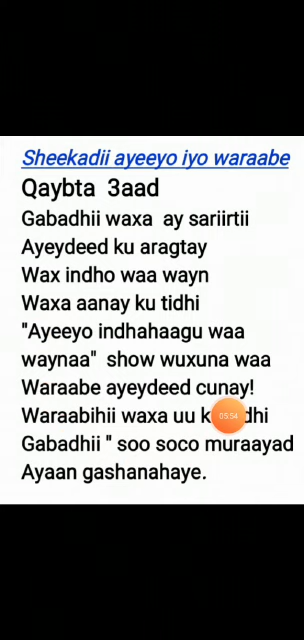 Sheekadii ayeeyo iyo waraabe
Qaybta 3aad
Gabadhii waxa ay sariirtii
Ayeydeed ku aragtay
Wax indho waa wayn
Waxa aanay ku tidhi
"Ayeeyo indhahaagu waa
waynaa" show wuxuna waa
Waraabe ayeydeed cunay!
Waraabihii waxa uu
Gabadhii " soo soco muraayad
Ayaan gashanahaye.
05:54